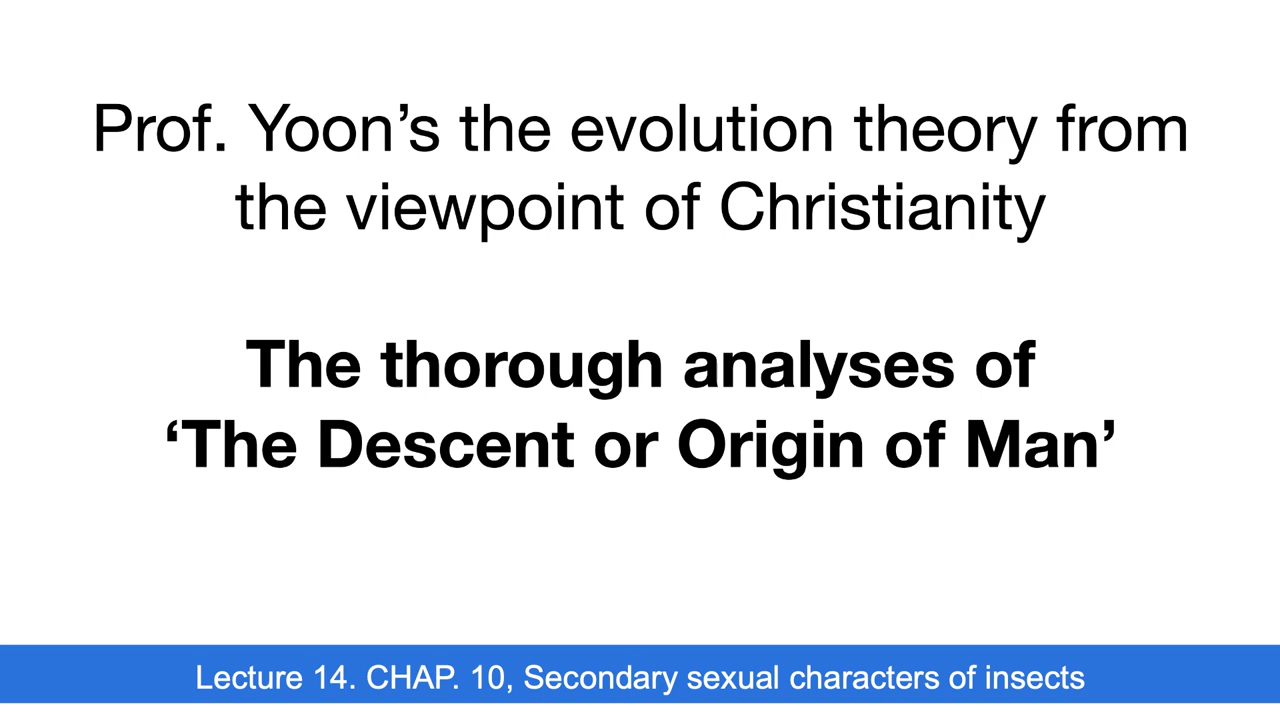 Prof. Yoon’s the evolution theory from
the viewpoint of Christianity
The thorough analyses of
‘The Descent or Origin of Man’
Lecture 14. CHAP. 10, Secondary sexual characters of insects